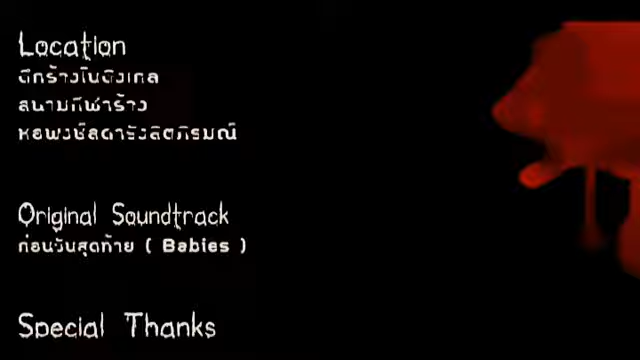 Location
ตึกร้างโนติงเกล
สนามกีฬาร้าง
หอพงษ์ลดารังสิตภิรมณ์
Original Soundtrack
ก่อนวันสุดท้าย ( Babies )
Special Thanks